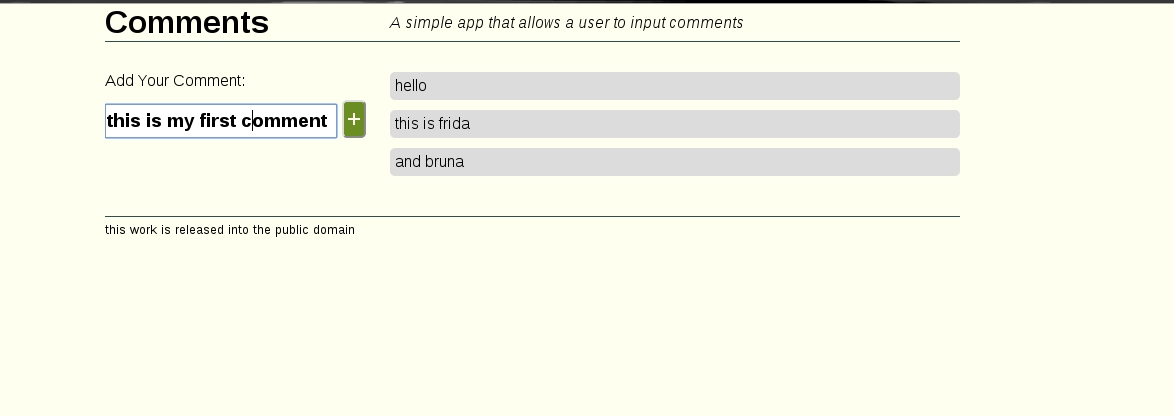 Comments
A simple app that allows a user to input comments
Add Your Comment:
this is my first comment
+
hello
this is frida
and bruna
this work is released into the public domain